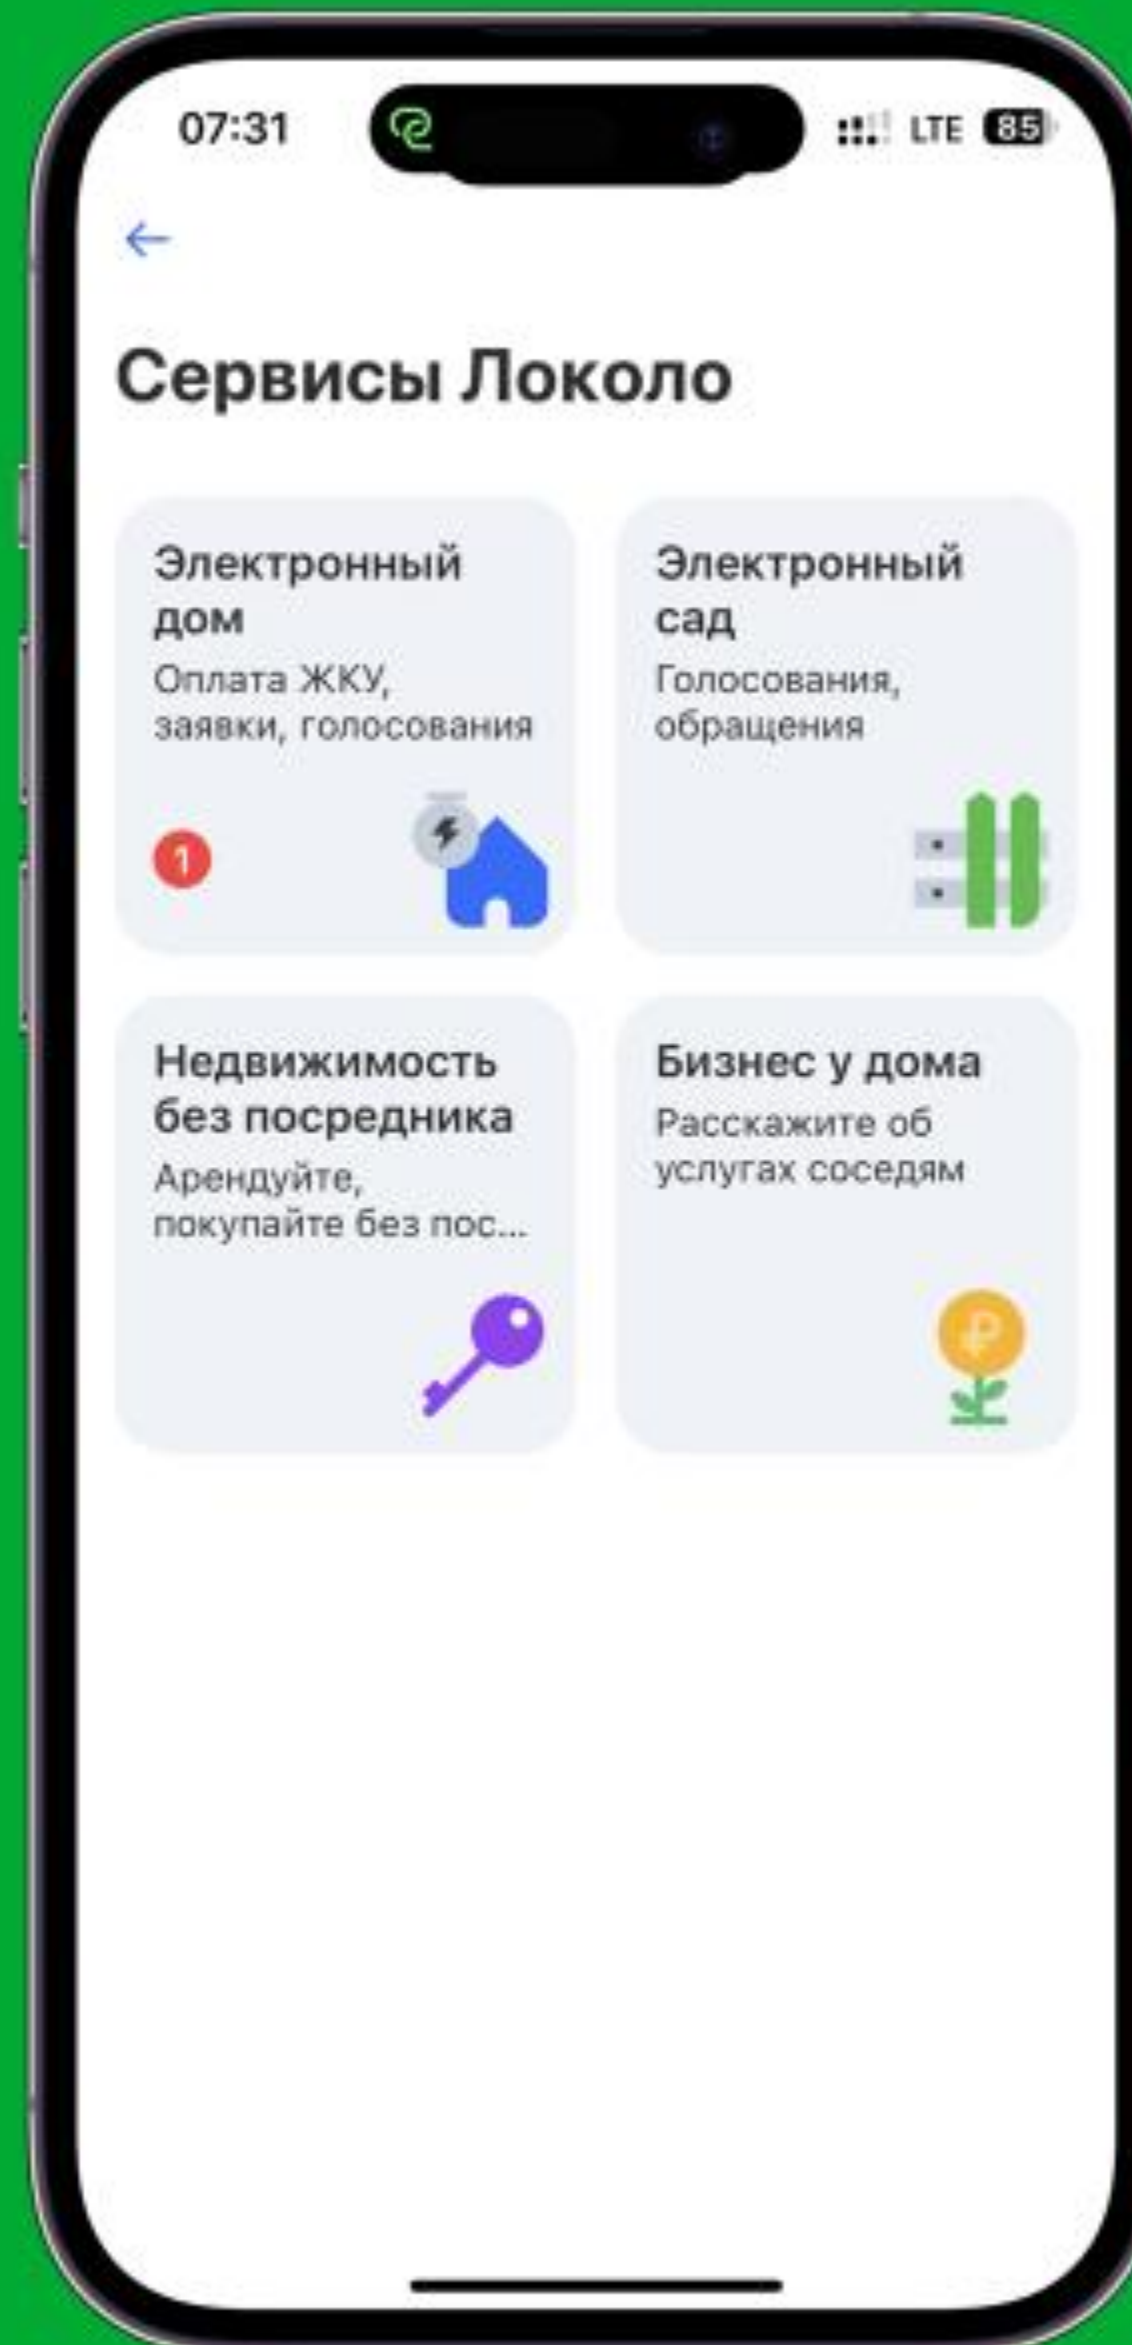 07:31
LTE 85
Сервисы Локоло
Электронный
дом
Оплата ЖКУ,
заявки, голосования
1
Электронный
сад
Голосования,
обращения
Недвижимость
без посредника
Арендуйте,
покупайте без пос...
Бизнес у дома
Расскажите об
услугах соседям
₽